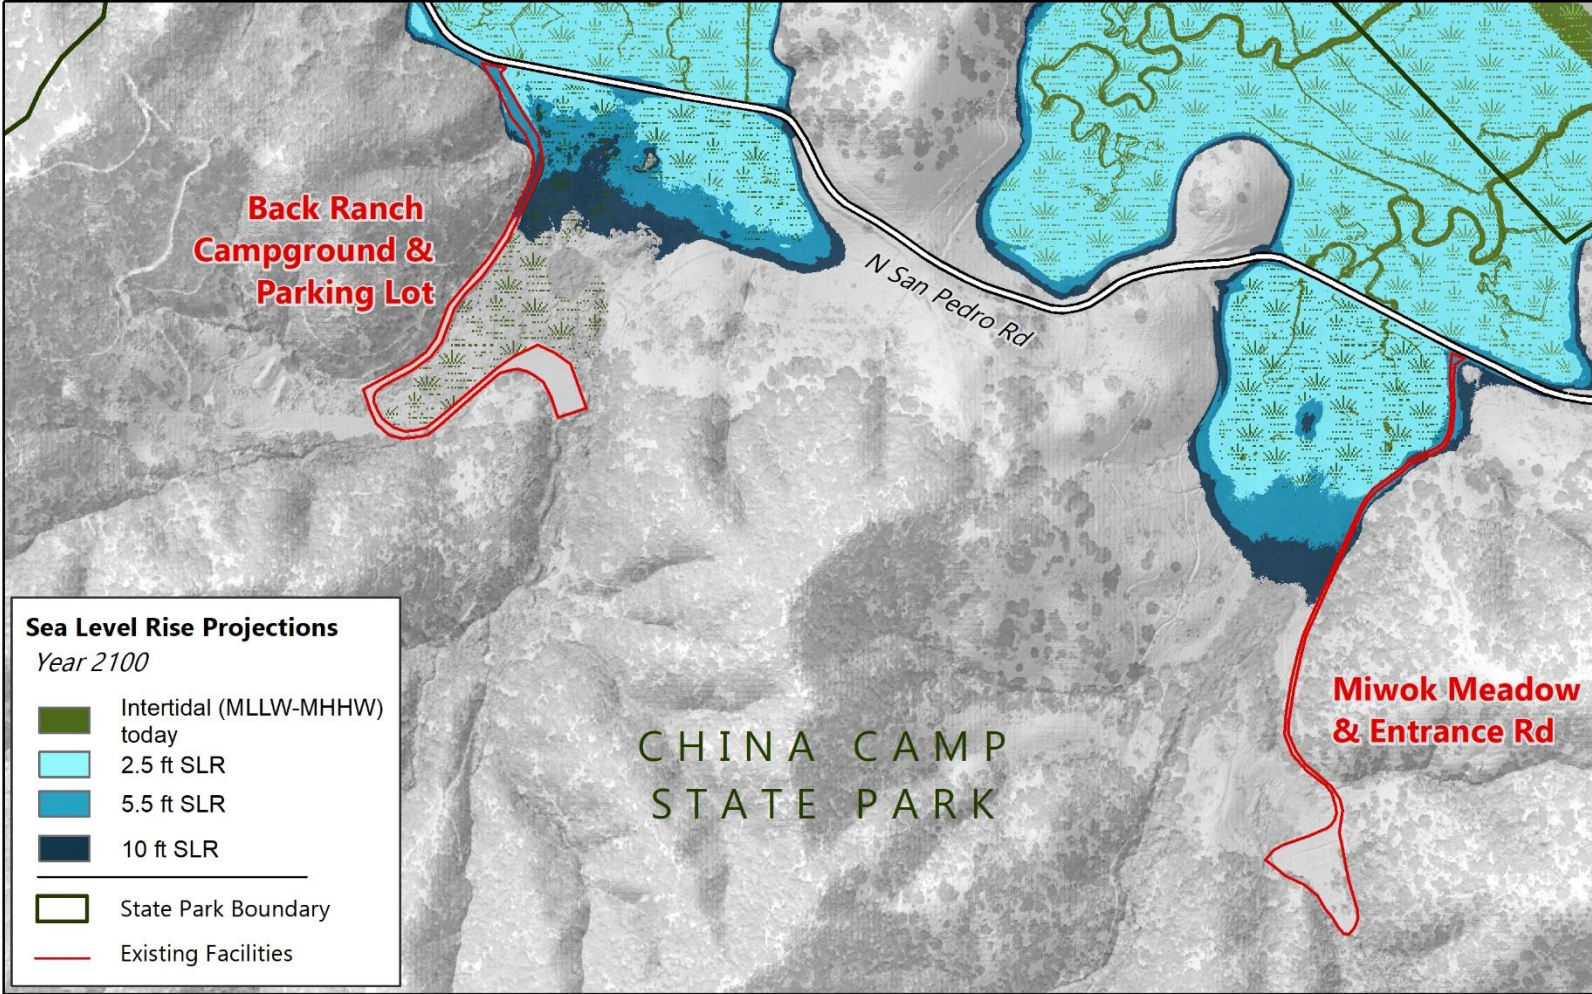 Back Ranch
Campground &
Parking Lot
N San Pedro Rd
Miwok Meadow
& Entrance Rd
CHINA CAMP
STATE PARK
Sea Level Rise Projections
Year 2100
Intertidal (MLLW-MHHW)
today
2.5 ft SLR
5.5 ft SLR
10 ft SLR
State Park Boundary
Existing Facilities